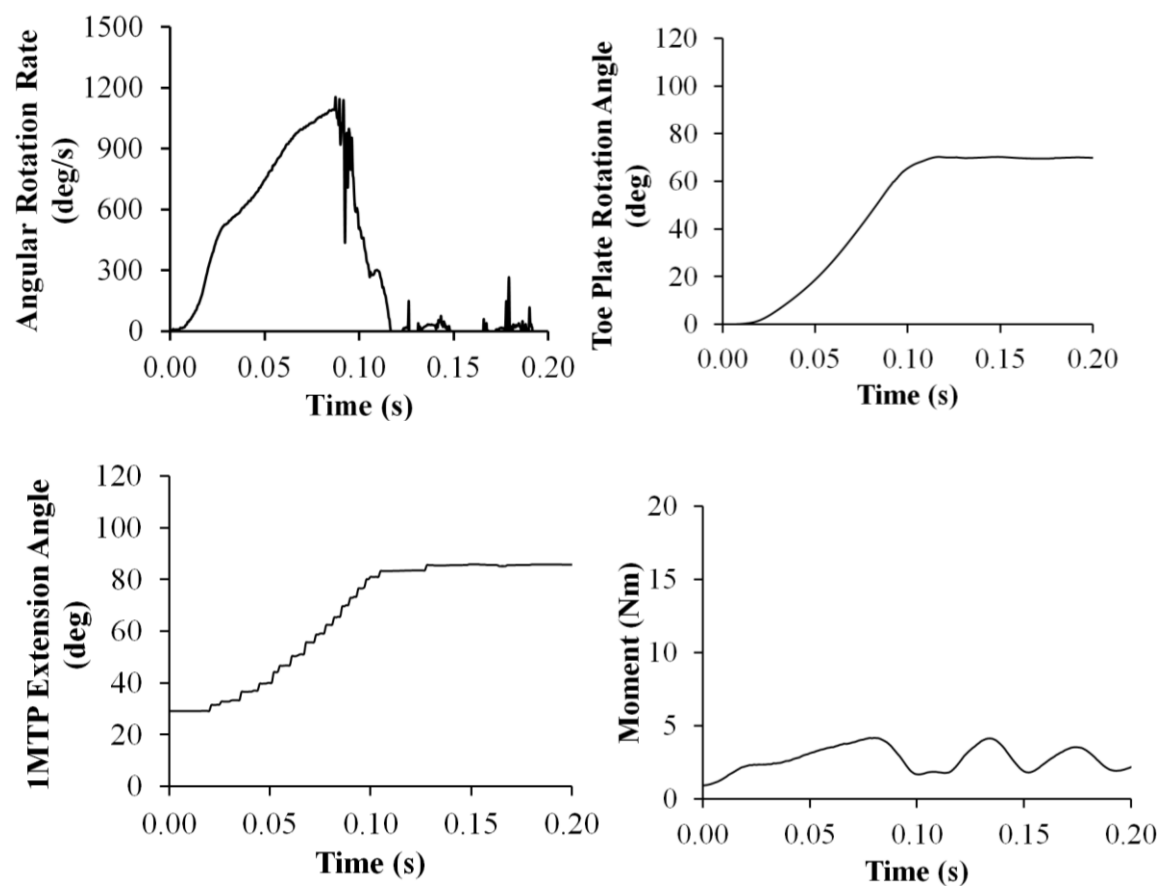 Angular Rotation Rate
(deg/s)
1500
1200
900
600
300
0
0.00 0.05 0.10 0.15 0.20
Time (s)
Toe Plate Rotation Angle
(deg)
120
100
80
60
40
20
0
0.00 0.05 0.10 0.15 0.20
Time (s)
1MTP Extension Angle
(deg)
120
100
80
60
40
20
0
0.00 0.05 0.10 0.15 0.20
Time (s)
Moment (Nm)
20
15
10
5
0
0.00 0.05 0.10 0.15 0.20
Time (s)